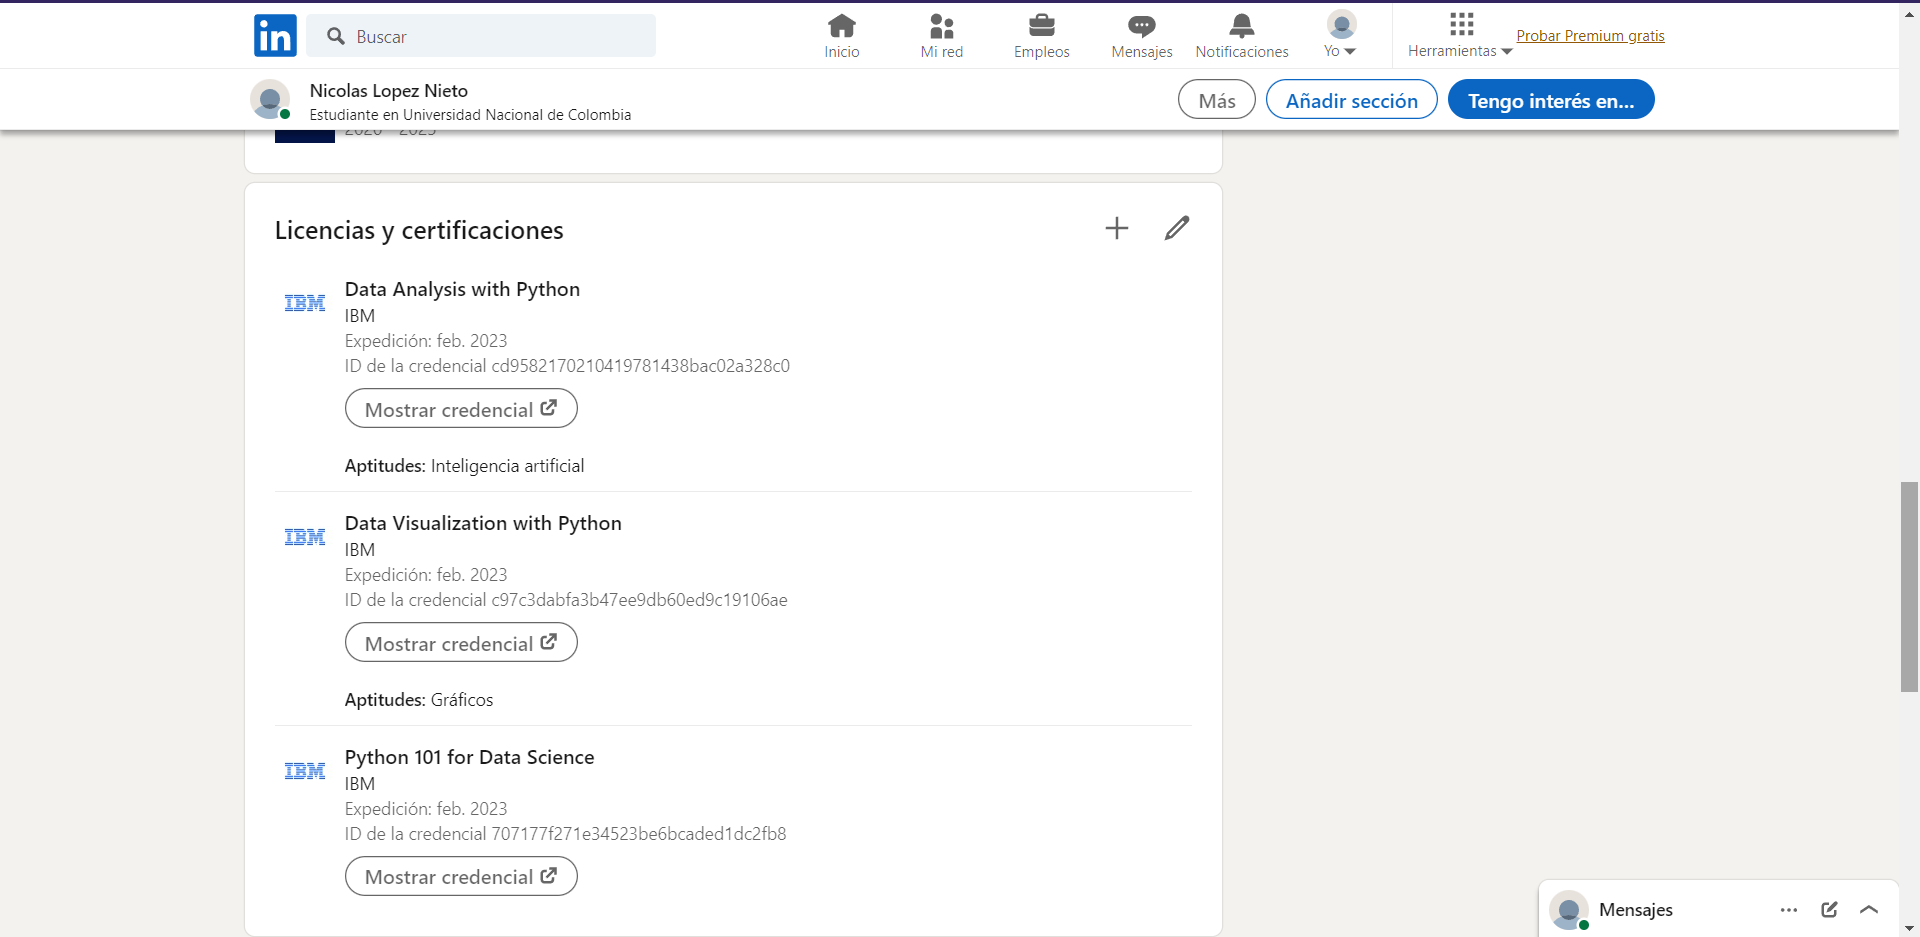 in
Buscar
Inicio
Mi red
Empleos
Mensajes
Notificaciones
Yo
Herramientas
Probar Premium gratis
Nicolas Lopez Nieto
Estudiante en Universidad Nacional de Colombia
Más
Añadir sección
Tengo interés en...
Licencias y certificaciones
IBM
Data Analysis with Python
IBM
Expedición: feb. 2023
ID de la credencial cd9582170210419781438bac02a328c0
Mostrar credencial
Aptitudes: Inteligencia artificial
IBM
Data Visualization with Python
IBM
Expedición: feb. 2023
ID de la credencial c97c3dabfa3b47ee9db60ed9c19106ae
Mostrar credencial
Aptitudes: Gráficos
IBM
Python 101 for Data Science
IBM
Expedición: feb. 2023
ID de la credencial 707177f271e34523be6bcaded1dc2fb8
Mostrar credencial
Mensajes